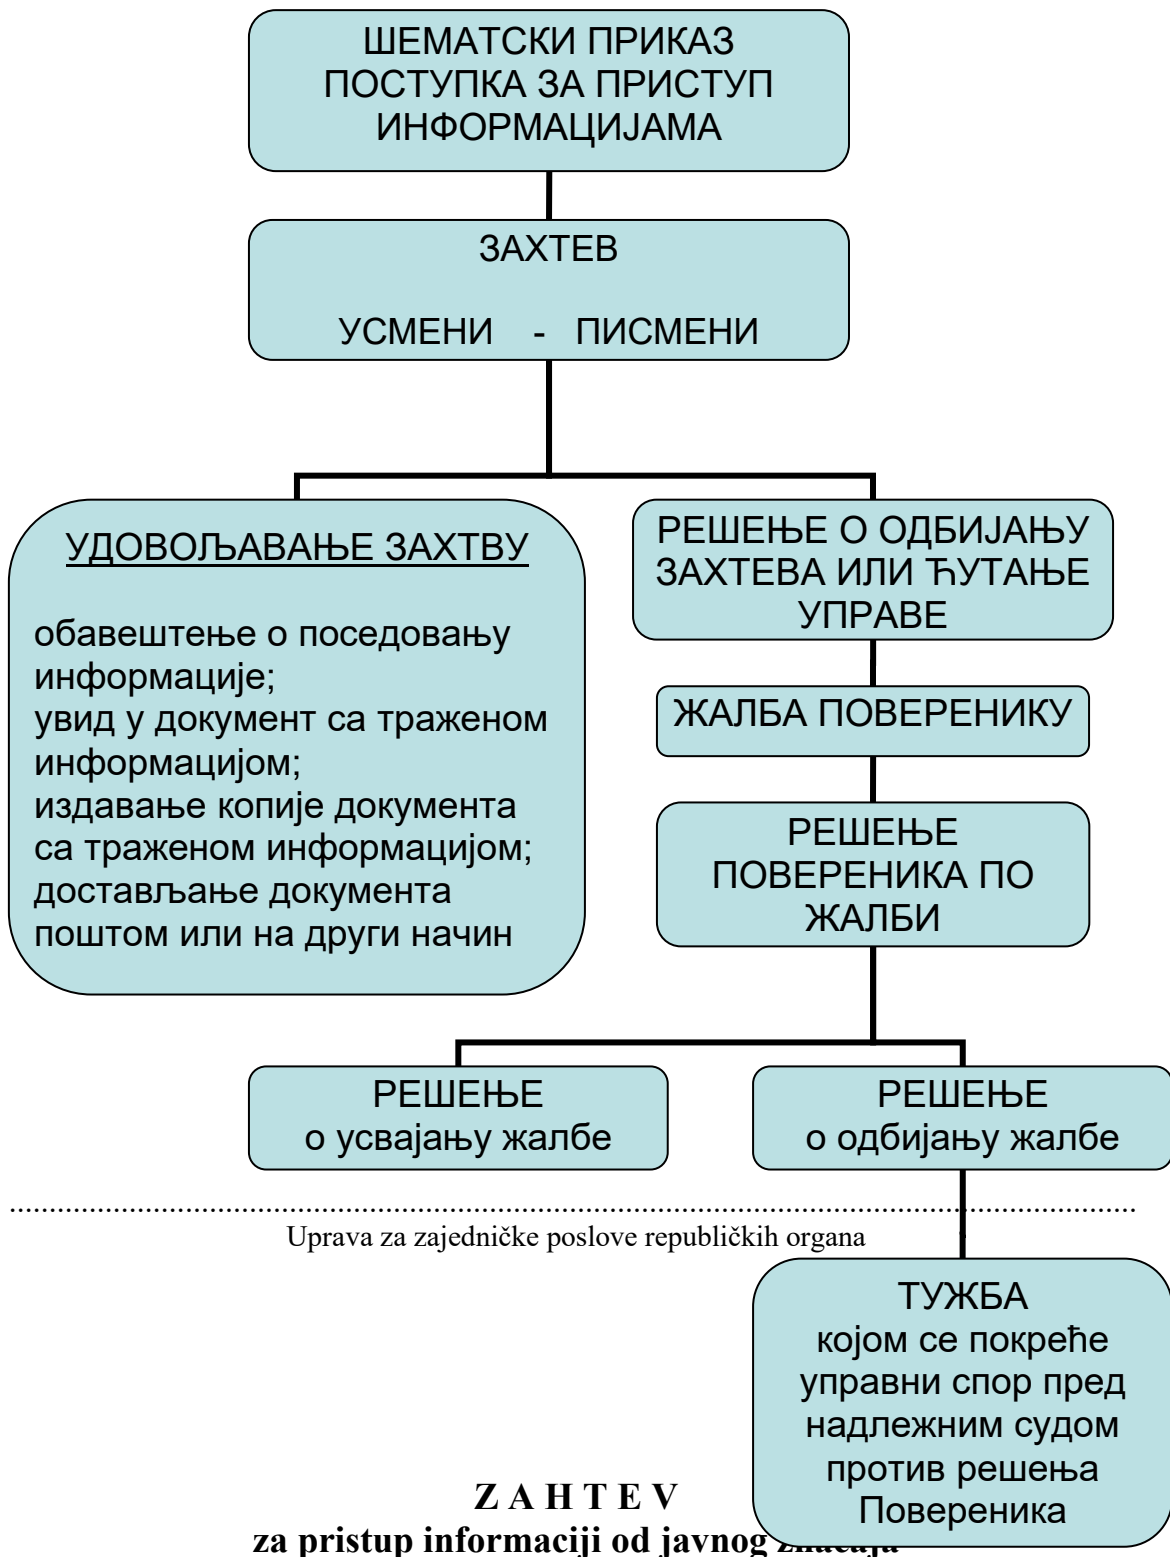 ШЕМАТСКИ ПРИКАЗ
ПОСТУПКА ЗА ПРИСТУП
ИНФОРМАЦИЈАМА
ЗАХТЕВ
УСМЕНИ - ПИСМЕНИ
УДОВОЉАВАЊЕ ЗАХТВУ
обавештење о поседовању
информације;
увид у документ са траженом
информацијом;
издавање копије документа
са траженом информацијом;
достављање документа
поштом или на други начин
РЕШЕЊЕ О ОДБИЈАЊУ
ЗАХТЕВА ИЛИ ЋУТАЊЕ
УПРАВЕ
ЖАЛБА ПОВЕРЕНИКУ
РЕШЕЊЕ
ПОВЕРЕНИКА ПО
ЖАЛБИ
РЕШЕЊЕ
о усвајању жалбе
РЕШЕЊЕ
о одбијању жалбе
Uprava za zajedničke poslove republičkih organa
ТУЖБА
којом се покреће
управни спор пред
надлежним судом
против решења
Повереника
Z A H T E V
za pristup informaciji od javnog